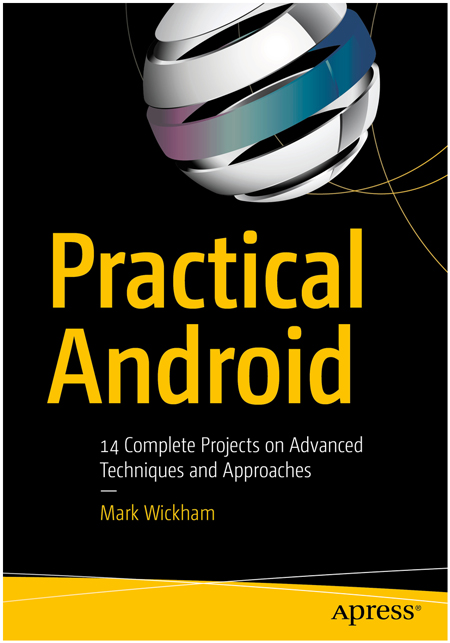 Practical
Android
14 Complete Projects on Advanced
Techniques and Approaches
Mark Wickham
Apress®